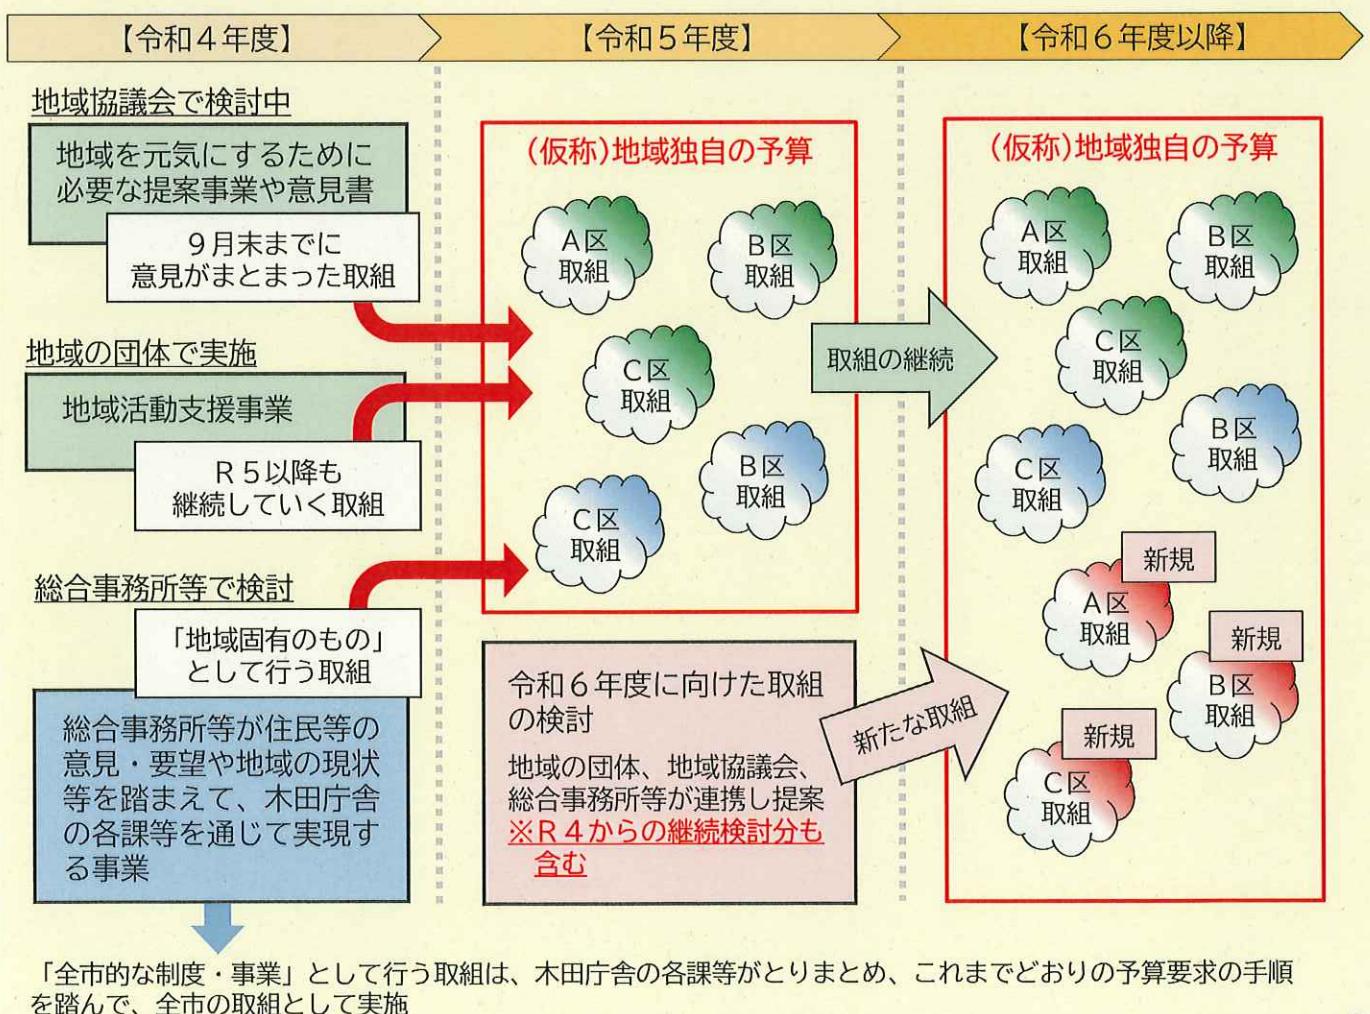 【令和４年度】
【令和５年度】
【令和６年度以降】
地域協議会で検討中
地域を元気にするために
必要な提案事業や意見書
９月末までに
意見がまとまった取組
地域の団体で実施
地域活動支援事業
Ｒ５以降も
継続していく取組
総合事務所等で検討
「地域固有のもの」
として行う取組
総合事務所等が住民等の
意見・要望や地域の現状
等を踏まえて、木田庁舎
の各課等を通じて実現す
る事業
(仮称)地域独自の予算
Ａ区
取組
Ｂ区
取組
Ｃ区
取組
Ｂ区
取組
Ｃ区
取組
取組の継続
令和６年度に向けた取組
の検討
地域の団体、地域協議会、
総合事務所等が連携し提案
※Ｒ４からの継続検討分も
含む
新たな取組
(仮称)地域独自の予算
Ａ区
取組
Ｂ区
取組
Ｃ区
取組
Ｂ区
取組
Ｃ区
取組
新規
Ａ区
取組
新規
Ｂ区
取組
新規
Ｃ区
取組
「全市的な制度・事業」として行う取組は、木田庁舎の各課等がとりまとめ、これまでどおりの予算要求の手順
を踏んで、全市の取組として実施